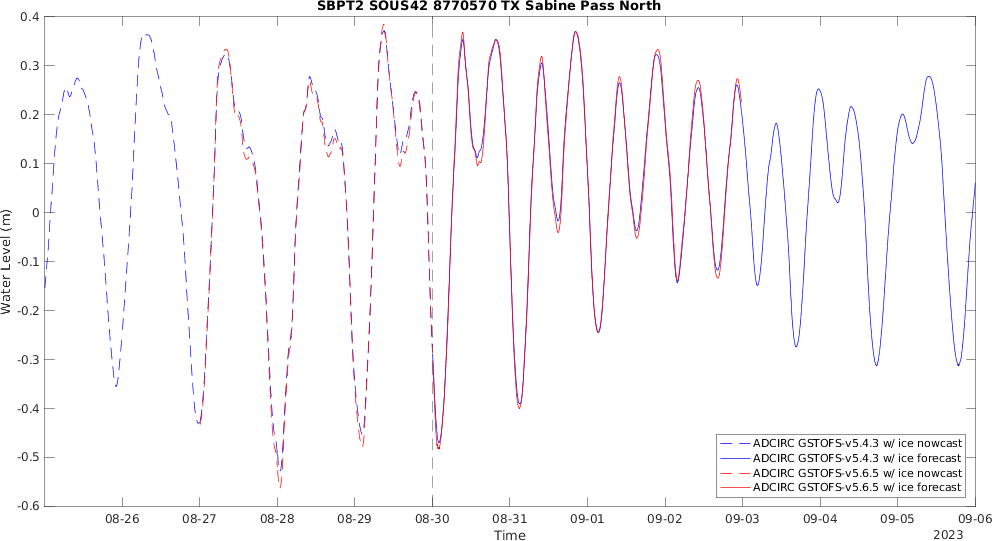 SBPT2 SOUS42 8770570 TX Sabine Pass North
0.4
0.3
0.2
0.1
0
-0.1
-0.2
-0.3
-0.4
-0.5
-0.6
Water Level (m)
ADCIRC GSTOFS-v5.4.3 w/ ice nowcast
ADCIRC GSTOFS-v5.4.3 w/ ice forecast
ADCIRC GSTOFS-v5.6.5 w/ ice nowcast
ADCIRC GSTOFS-v5.6.5 w/ ice forecast
08-26 08-27 08-28 08-29 08-30 08-31 09-01 09-02 09-03 09-04 09-05 09-06
Time
2023